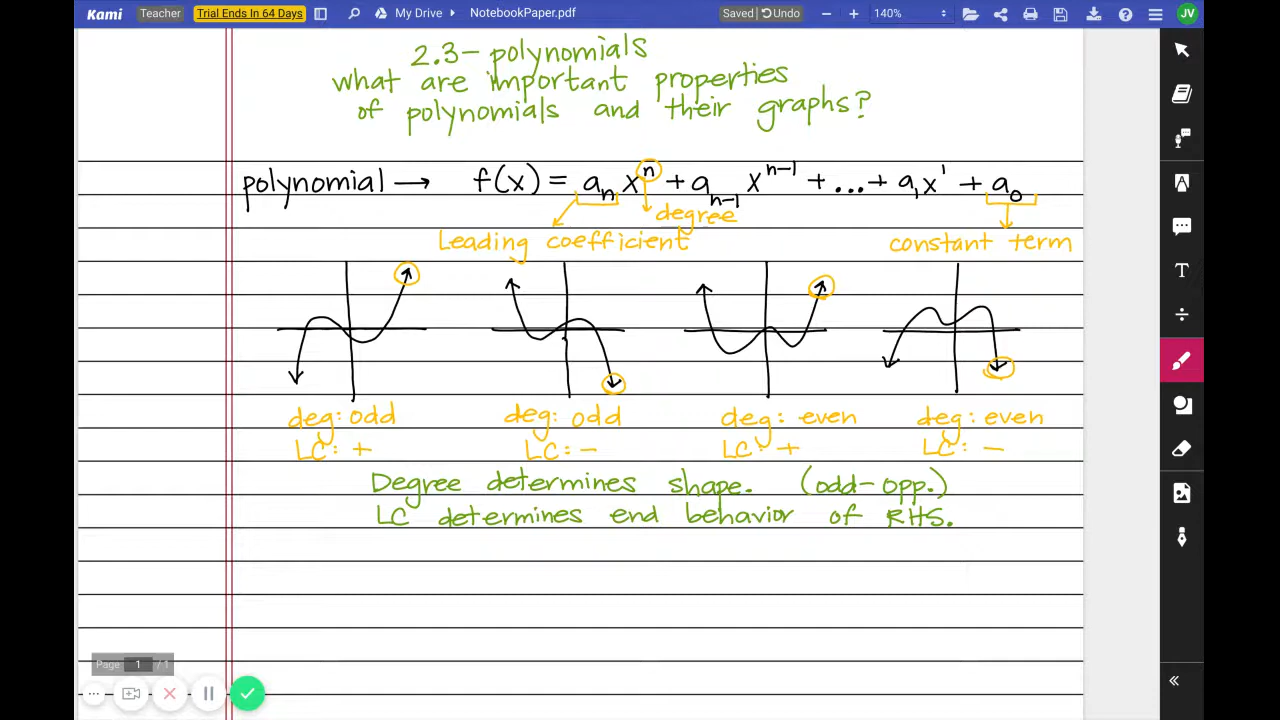 Kami Teacher Trial Ends In 64 Days My Drive NotebookPaper.pdf Saved Undo 140% JV
2.3- polynomials
what are important properties
of polynomials and their graphs?
polynomial → f(x) = aₙxⁿ + aₙ₋₁xⁿ⁻¹ + ... + a₁x¹ + a₀
degree
Leading coefficient constant term
deg: odd deg: odd deg: even deg: even
LC: + LC: - LC: + LC: -
Degree determines shape. (odd-opp.)
LC determines end behavior of RHS.
Page 1 / 1